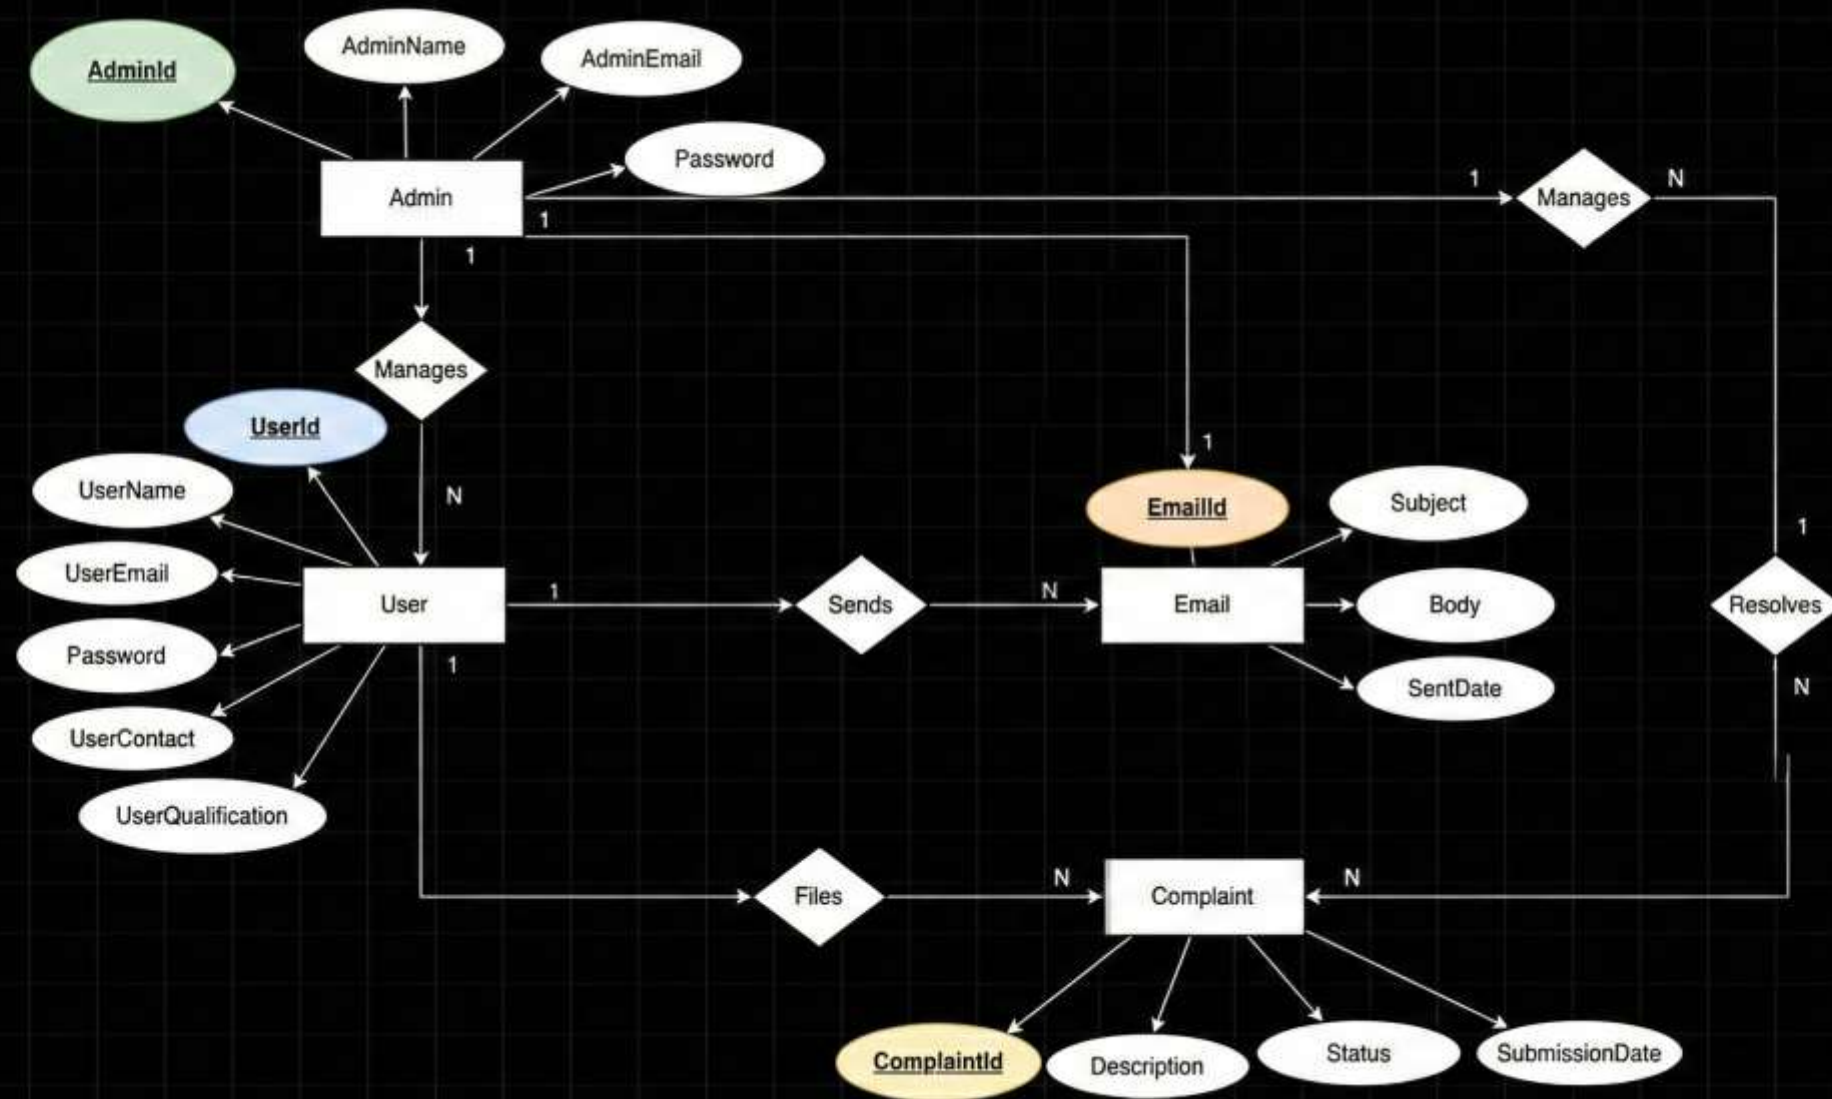 AdminId
AdminName
AdminEmail
Password
Admin
1
1
1
Manages
N
Manages
UserId
N
UserName
UserEmail
Password
UserContact
UserQualification
User
1
1
Sends
N
1
EmailId
Email
Subject
Body
SentDate
1
Resolves
N
Files
N
Complaint
N
ComplaintId
Description
Status
SubmissionDate